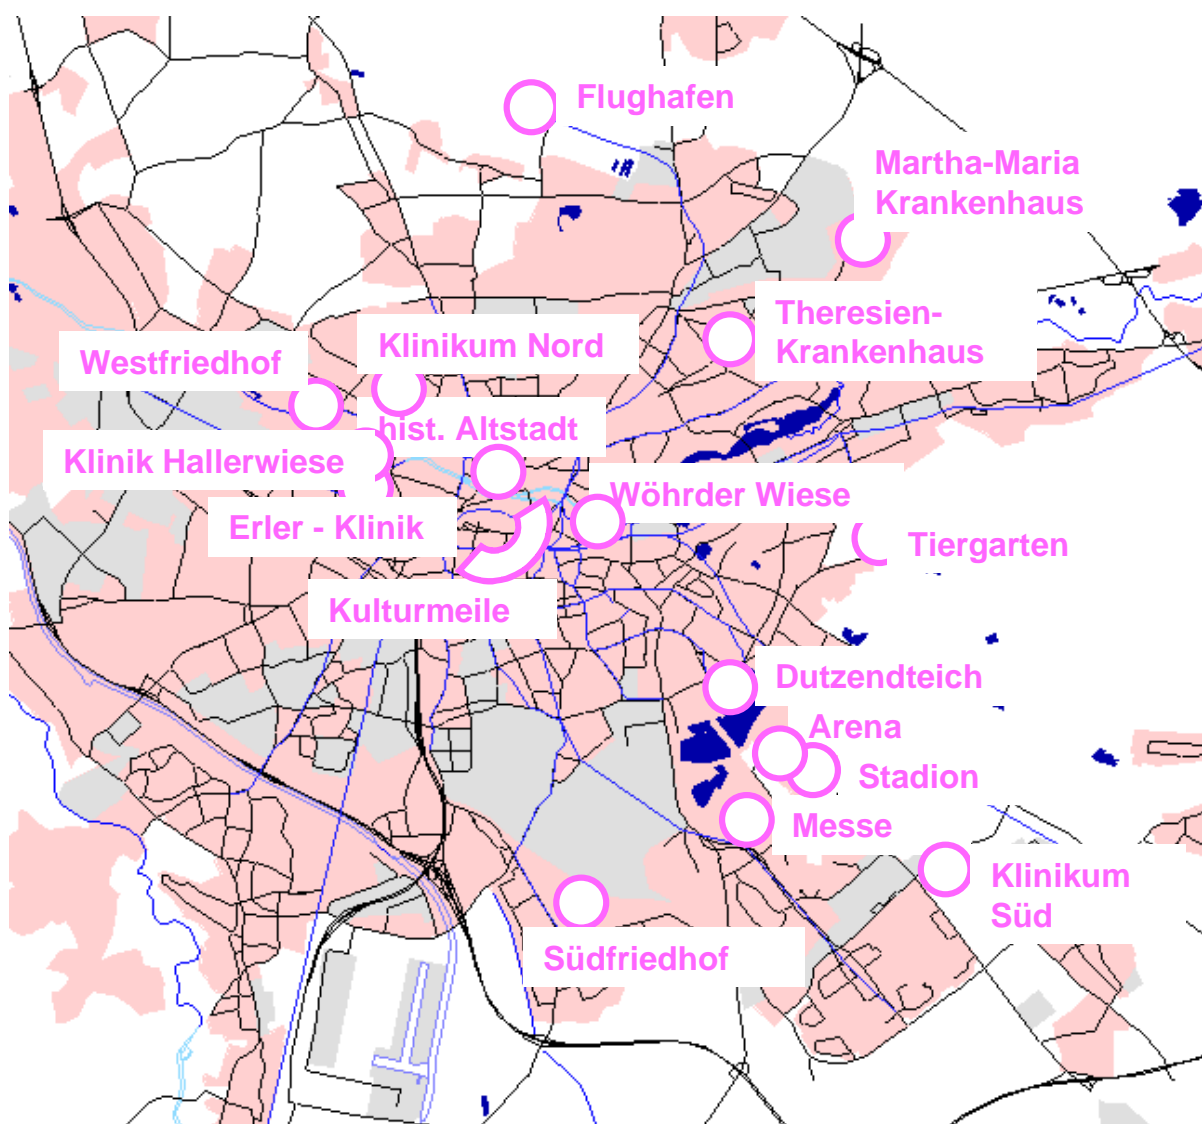 Flughafen
Martha-Maria
Krankenhaus
Theresien-
Krankenhaus
Klinikum Nord
Westfriedhof
hist. Altstadt
Klinik Hallerwiese
Wöhrder Wiese
Erler - Klinik
Tiergarten
Kulturmeile
Dutzendteich
Arena
Stadion
Messe
Klinikum
Süd
Südfriedhof